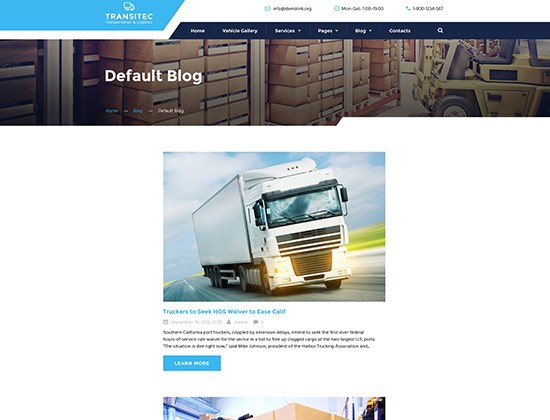 TRANSITEC
Transportation & Logistics
info@demolink.org
Mon–Sat: 7:00–19:00
1-800-1234-567
Home
Vehicle Gallery
Services
Pages
Blog
Contacts
Default Blog
Home → Blog → Default Blog
Truckers to Seek HOS Waiver to Ease Calif
September 16, 2016, 12:20 Admin 2
Southern California port truckers, crippled by extensive delays, intend to seek the first-ever federal
hours-of-service rule waiver for the sector in a bid to free up clogged cargo at the two largest U.S. ports.
"The situation is dire right now," said Mike Johnson, president of the Harbor Trucking Association and..
LEARN MORE